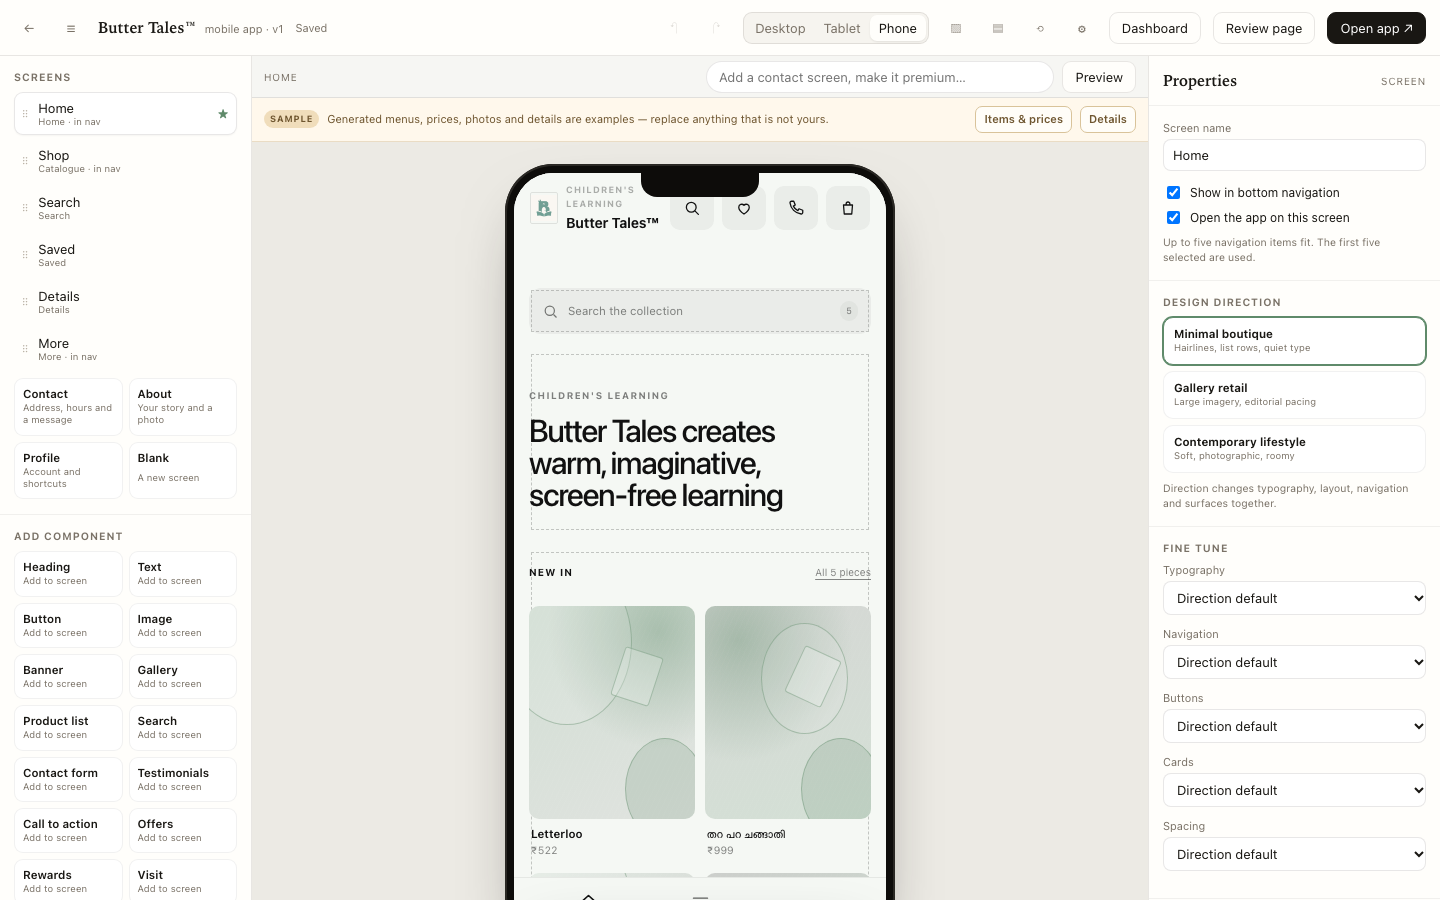 Butter Tales™ mobile app · v1 Saved
Desktop Tablet Phone
Dashboard
Review page
Open app ↗
SCREENS
Home
Home · in nav
Shop
Catalogue · in nav
Search
Search
Saved
Saved
Details
Details
More
More · in nav
Contact
Address, hours and
a message
About
Your story and a
photo
Profile
Account and
shortcuts
Blank
A new screen
ADD COMPONENT
Heading
Add to screen
Text
Add to screen
Button
Add to screen
Image
Add to screen
Banner
Add to screen
Gallery
Add to screen
Product list
Add to screen
Search
Add to screen
Contact form
Add to screen
Testimonials
Add to screen
Call to action
Add to screen
Offers
Add to screen
Rewards
Add to screen
Visit
Add to screen
HOME
Add a contact screen, make it premium...
Preview
SAMPLE Generated menus, prices, photos and details are examples — replace anything that is not yours.
Items & prices
Details
CHILDREN'S
LEARNING
Butter Tales™
Search the collection
5
CHILDREN'S LEARNING
Butter Tales creates
warm, imaginative,
screen-free learning
NEW IN
All 5 pieces
Letterloo
₹522
തറ പറ ചങ്ങാതി
₹999
Properties
SCREEN
Screen name
Home
Show in bottom navigation
Open the app on this screen
Up to five navigation items fit. The first five
selected are used.
DESIGN DIRECTION
Minimal boutique
Hairlines, list rows, quiet type
Gallery retail
Large imagery, editorial pacing
Contemporary lifestyle
Soft, photographic, roomy
Direction changes typography, layout, navigation
and surfaces together.
FINE TUNE
Typography
Direction default
Navigation
Direction default
Buttons
Direction default
Cards
Direction default
Spacing
Direction default